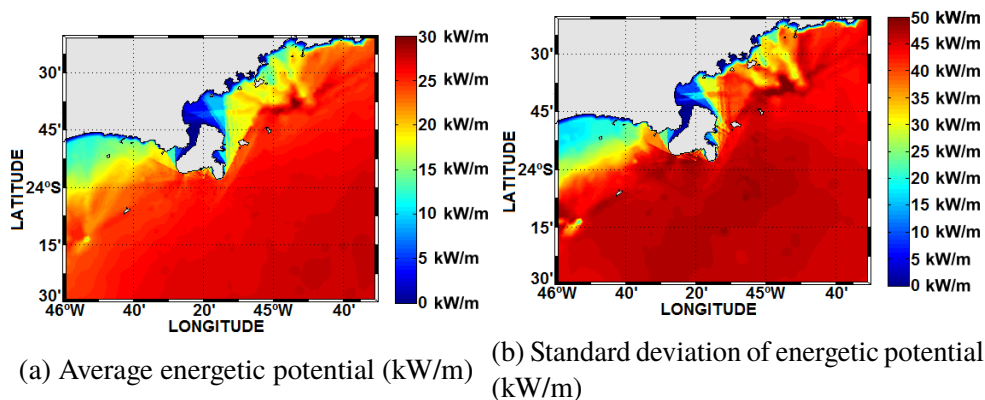 30'
45'
24ºS
15'
30'
46ºW
20'
45ºW
40'
LATITUDE
LONGITUDE
30 kW/m
25 kW/m
20 kW/m
15 kW/m
10 kW/m
5 kW/m
0 kW/m
(a) Average energetic potential (kW/m)
30'
45'
24ºS
15'
30'
46ºW
20'
45ºW
40'
LATITUDE
LONGITUDE
50 kW/m
45 kW/m
40 kW/m
35 kW/m
30 kW/m
25 kW/m
20 kW/m
15 kW/m
10 kW/m
5 kW/m
0 kW/m
(b) Standard deviation of energetic potential
(kW/m)